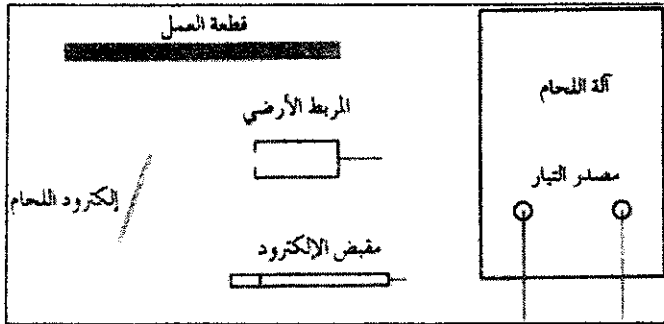 قطعة العمل
آلة اللحام
المربط الأرضي
مصدر التيار
إلكترود اللحام
مقبض الإلكترود